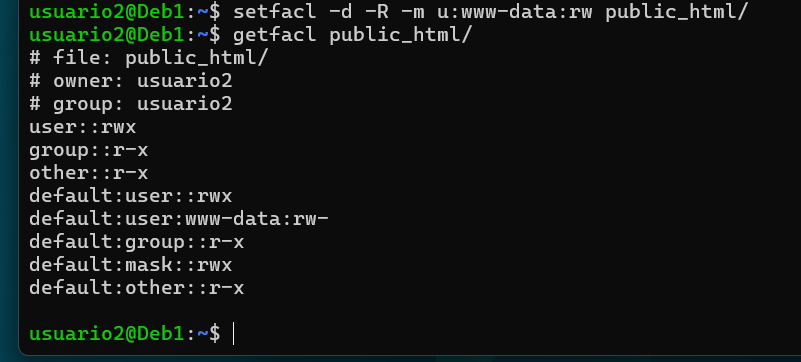 usuario2@Deb1:~$ setfacl -d -R -m u:www-data:rw public_html/
usuario2@Deb1:~$ getfacl public_html/
# file: public_html/
# owner: usuario2
# group: usuario2
user::rwx
group::r-x
other::r-x
default:user::rwx
default:user:www-data:rw-
default:group::r-x
default:mask::rwx
default:other::r-x
usuario2@Deb1:~$